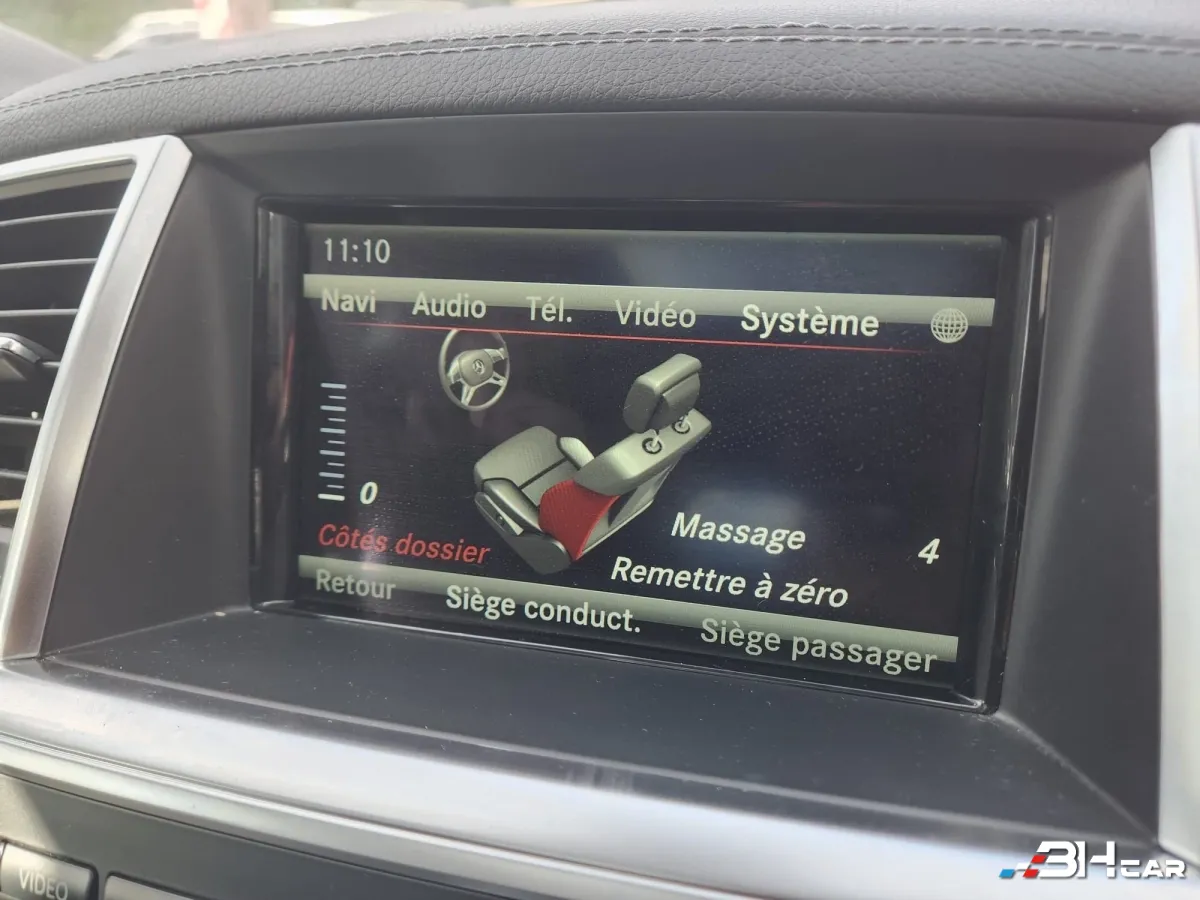 11:10
Navi Audio Tél. Vidéo Système
0
Côtés dossier
Massage 4
Remettre à zéro
Retour Siège conduct. Siège passager
VIDEO
3HCAR